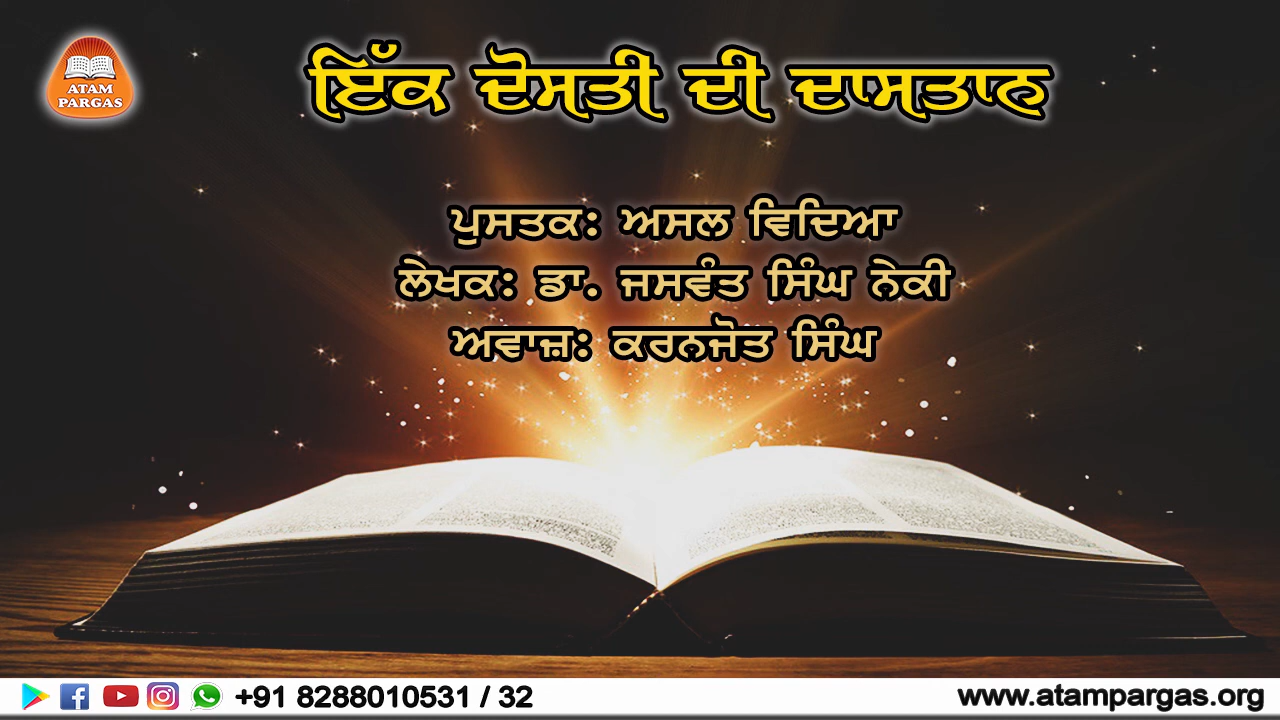 ATAM
PARGAS
ਇੱਕ ਦੋਸਤੀ ਦੀ ਦਾਸਤਾਨ
ਪੁਸਤਕ: ਅਸਲ ਵਿਦਿਆ
ਲੇਖਕ: ਡਾ. ਜਸਵੰਤ ਸਿੰਘ ਨੇਕੀ
ਅਵਾਜ਼: ਕਰਨਜੋਤ ਸਿੰਘ
+91 8288010531 / 32
www.atampargas.org